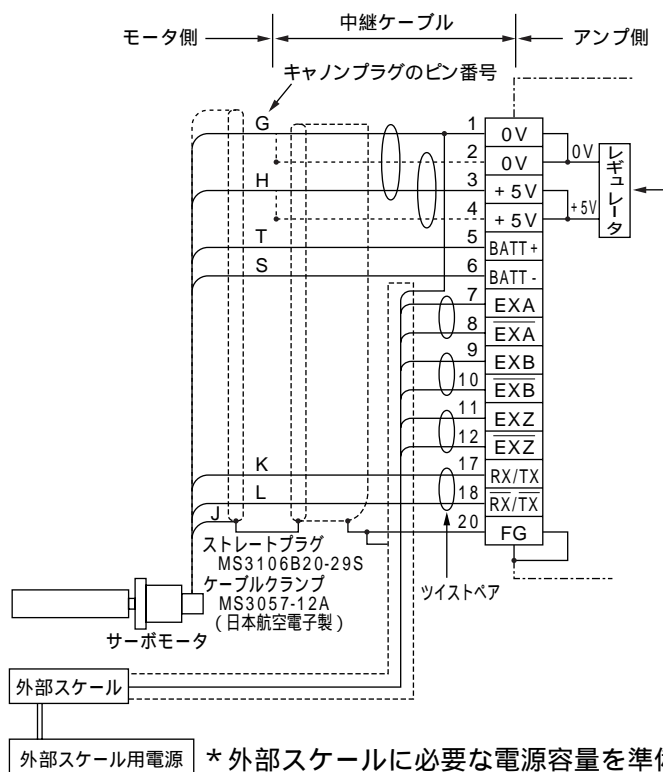 モータ側
中継ケーブル
アンプ側
キャノンプラグのピン番号
G
1
0V
2
0V
0V
H
3
+5V
レギュレータ
4
+5V
+5V
T
5
BATT+
S
6
BATT-
7
EXA
8
E̅X̅A̅
9
EXB
10
E̅X̅B̅
11
EXZ
12
E̅X̅Z̅
K
17
RX/TX
L
18
R̅X̅/T̅X̅
J
20
FG
ストレートプラグ
MS3106B20-29S
ケーブルクランプ
MS3057-12A
(日本航空電子製)
ツイストペア
サーボモータ
外部スケール
外部スケール用電源
*外部スケールに必要な電源容量を準